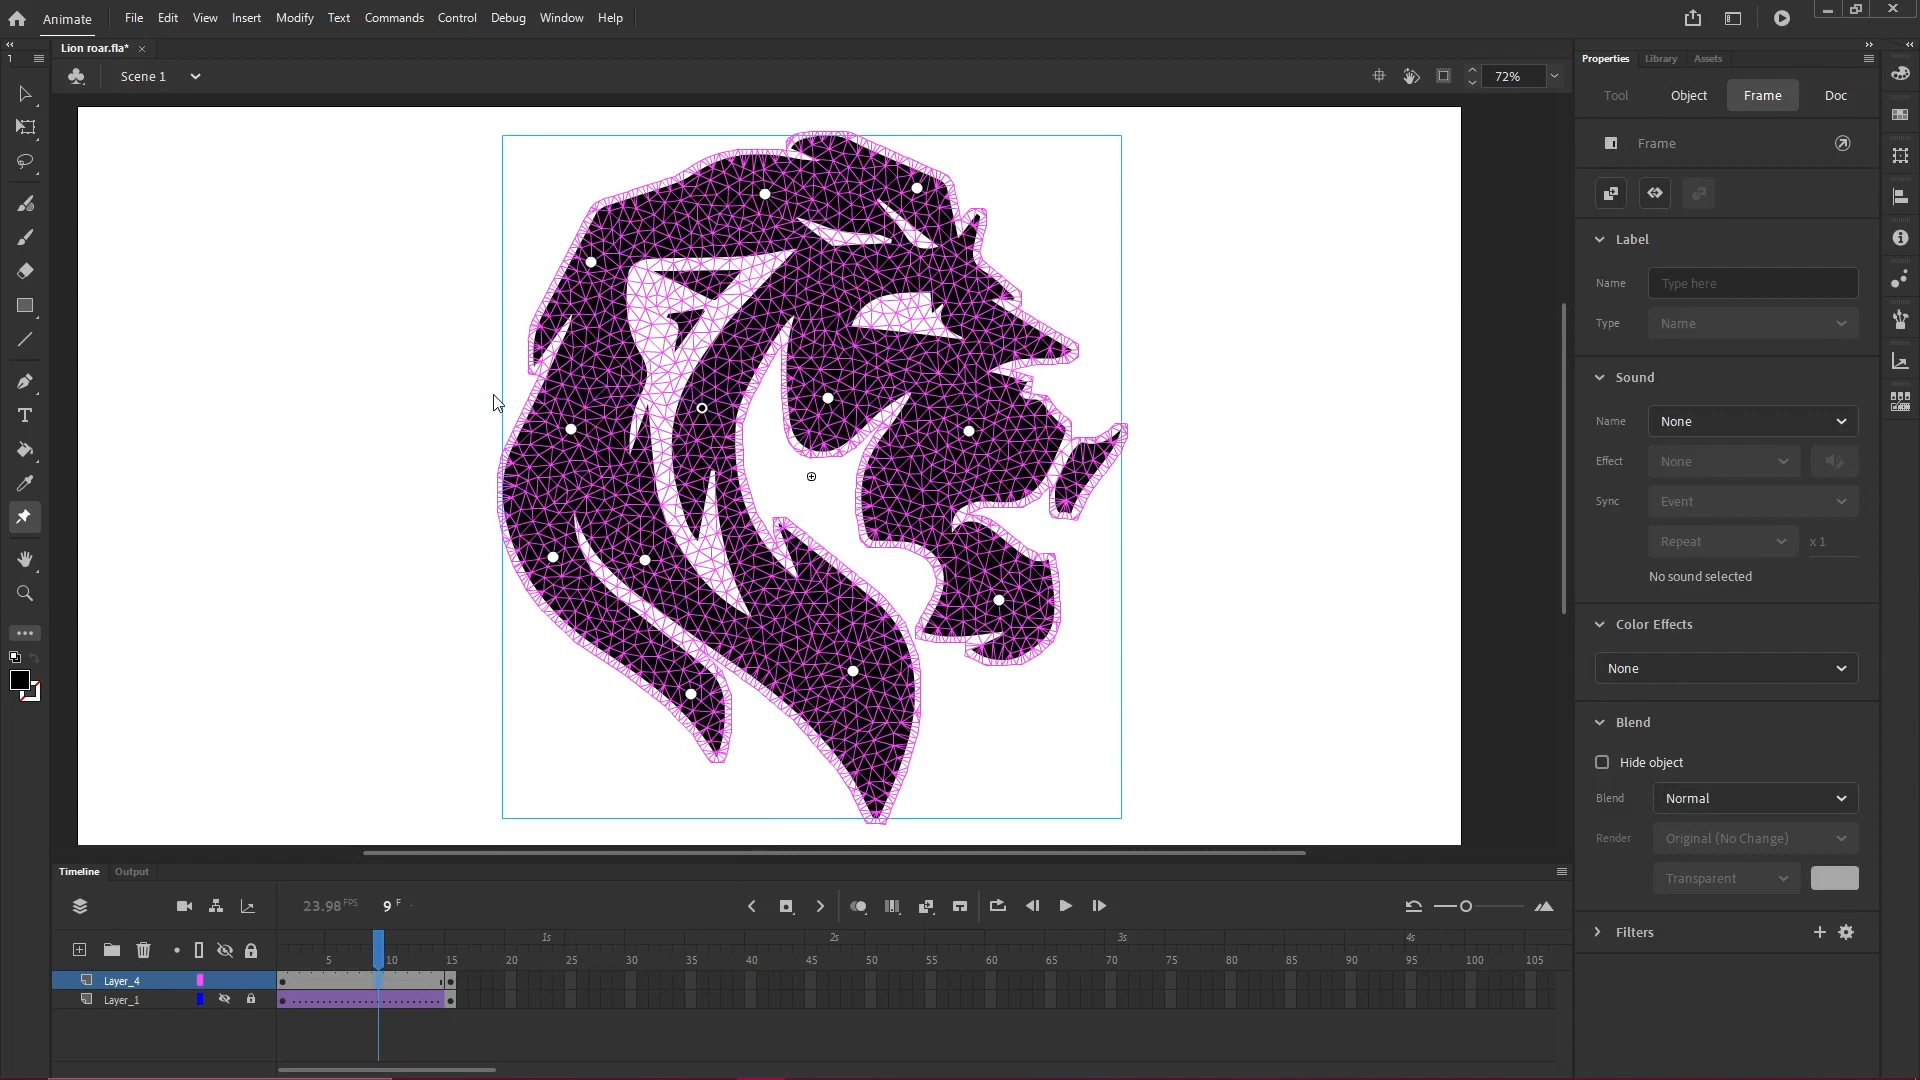 Animate File Edit View Insert Modify Text Commands Control Debug Window Help
Lion roar.fla*
Scene 1 72%
Properties Library Assets
Tool Object Frame Doc
Frame
Label
Name Type here
Type Name
Sound
Name None
Effect None
Sync Event
Repeat x 1
No sound selected
Color Effects
None
Blend
Hide object
Blend Normal
Render Original (No Change)
Transparent
Filters
Timeline Output
23.98 FPS 9 F
1s 2s 3s 4s
5 10 15 20 25 30 35 40 45 50 55 60 65 70 75 80 85 90 95 100 105
Layer_4
Layer_1